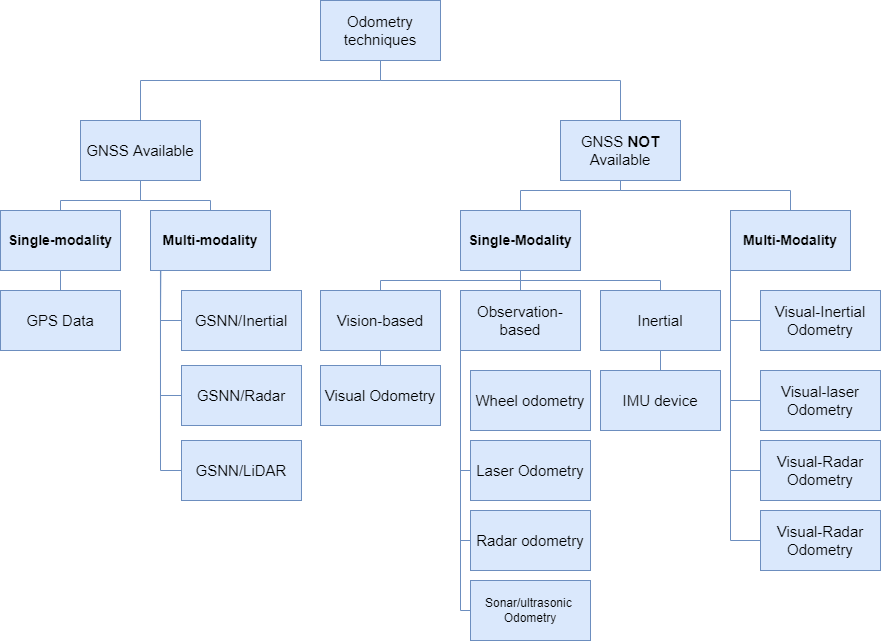 Odometry
techniques
GNSS Available
GNSS NOT
Available
Single-modality
Multi-modality
Single-Modality
Multi-Modality
GPS Data
GSNN/Inertial
GSNN/Radar
GSNN/LiDAR
Vision-based
Visual Odometry
Observation-
based
Wheel odometry
Laser Odometry
Radar odometry
Sonar/ultrasonic
Odometry
Inertial
IMU device
Visual-Inertial
Odometry
Visual-laser
Odometry
Visual-Radar
Odometry
Visual-Radar
Odometry